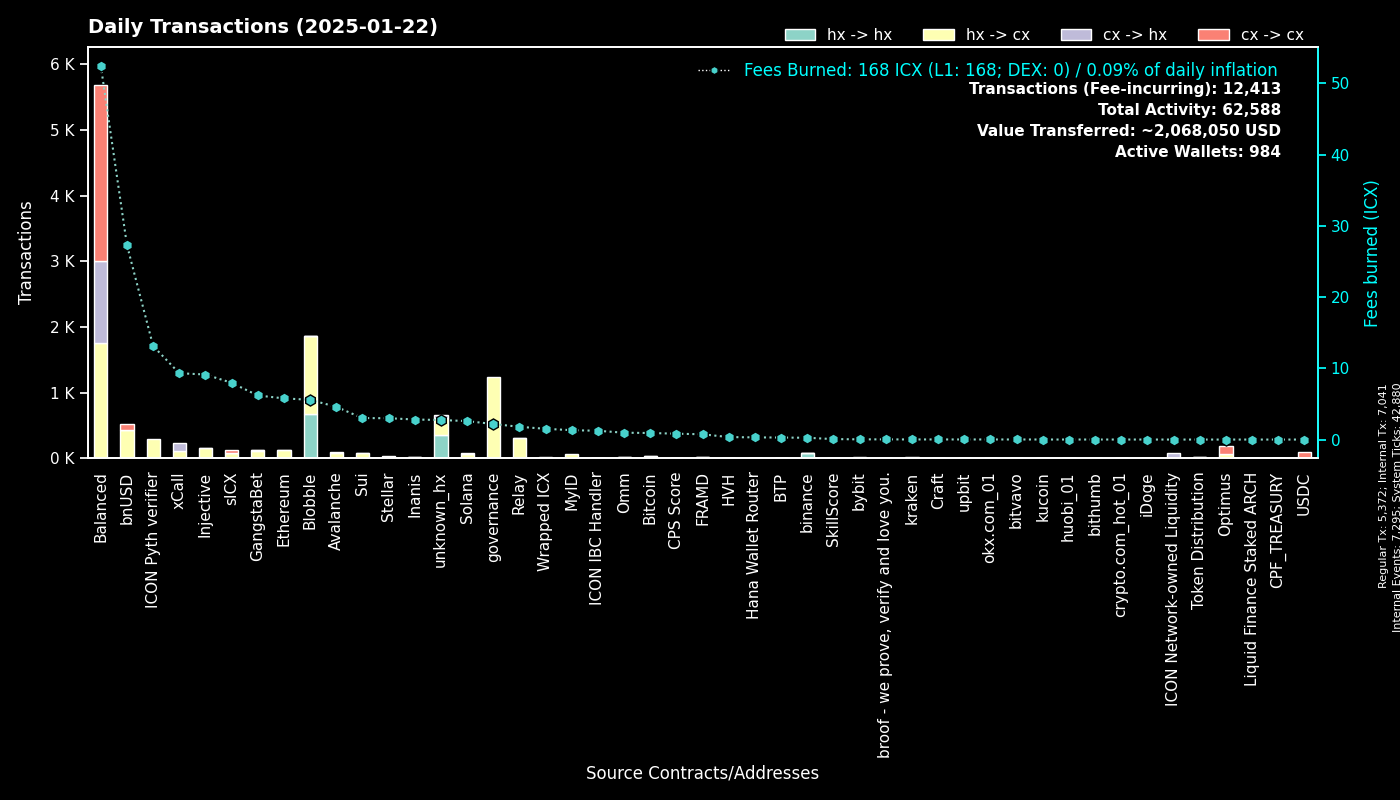 Daily Transactions (2025-01-22)
hx -> hx
hx -> cx
cx -> hx
cx -> cx
Fees Burned: 168 ICX (L1: 168; DEX: 0) / 0.09% of daily inflation
Transactions (Fee-incurring): 12,413
Total Activity: 62,588
Value Transferred: ~2,068,050 USD
Active Wallets: 984
Transactions
6 K
5 K
4 K
3 K
2 K
1 K
0 K
50
40
30
20
10
0
Fees burned (ICX)
Regular Tx: 5,372; Internal Tx: 7,041
Internal Events: 7,295; System Ticks: 42,880
Balanced
bnUSD
ICON Pyth verifier
xCall
Injective
sICX
GangstaBet
Ethereum
Blobble
Avalanche
Sui
Stellar
Inanis
unknown_hx
Solana
governance
Relay
Wrapped ICX
MyID
ICON IBC Handler
Omm
Bitcoin
CPS Score
FRAMD
HVH
Hana Wallet Router
BTP
binance
SkillScore
bybit
broof - we prove, verify and love you.
kraken
Craft
upbit
okx.com_01
bitvavo
kucoin
huobi_01
bithumb
crypto.com_hot_01
iDoge
ICON Network-owned Liquidity
Token Distribution
Optimus
Liquid Finance Staked ARCH
CPF_TREASURY
USDC
Source Contracts/Addresses